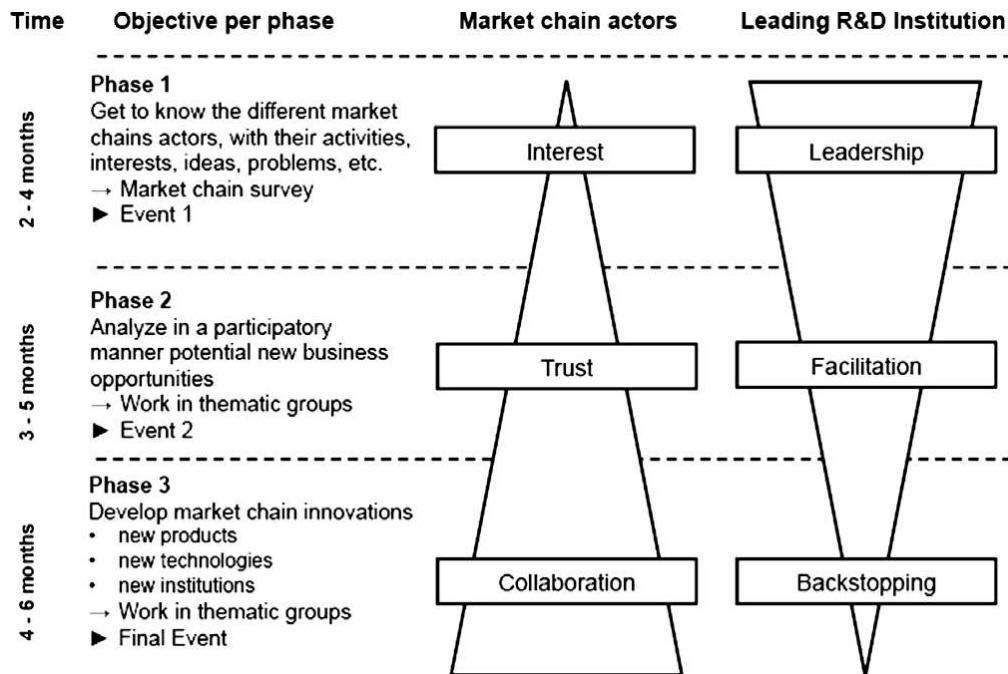 Time Objective per phase Market chain actors Leading R&D Institution
2 - 4 months
Phase 1
Get to know the different market
chains actors, with their activities,
interests, ideas, problems, etc.
→ Market chain survey
► Event 1
Interest
Leadership
3 - 5 months
Phase 2
Analyze in a participatory
manner potential new business
opportunities
→ Work in thematic groups
► Event 2
Trust
Facilitation
4 - 6 months
Phase 3
Develop market chain innovations
• new products
• new technologies
• new institutions
→ Work in thematic groups
► Final Event
Collaboration
Backstopping